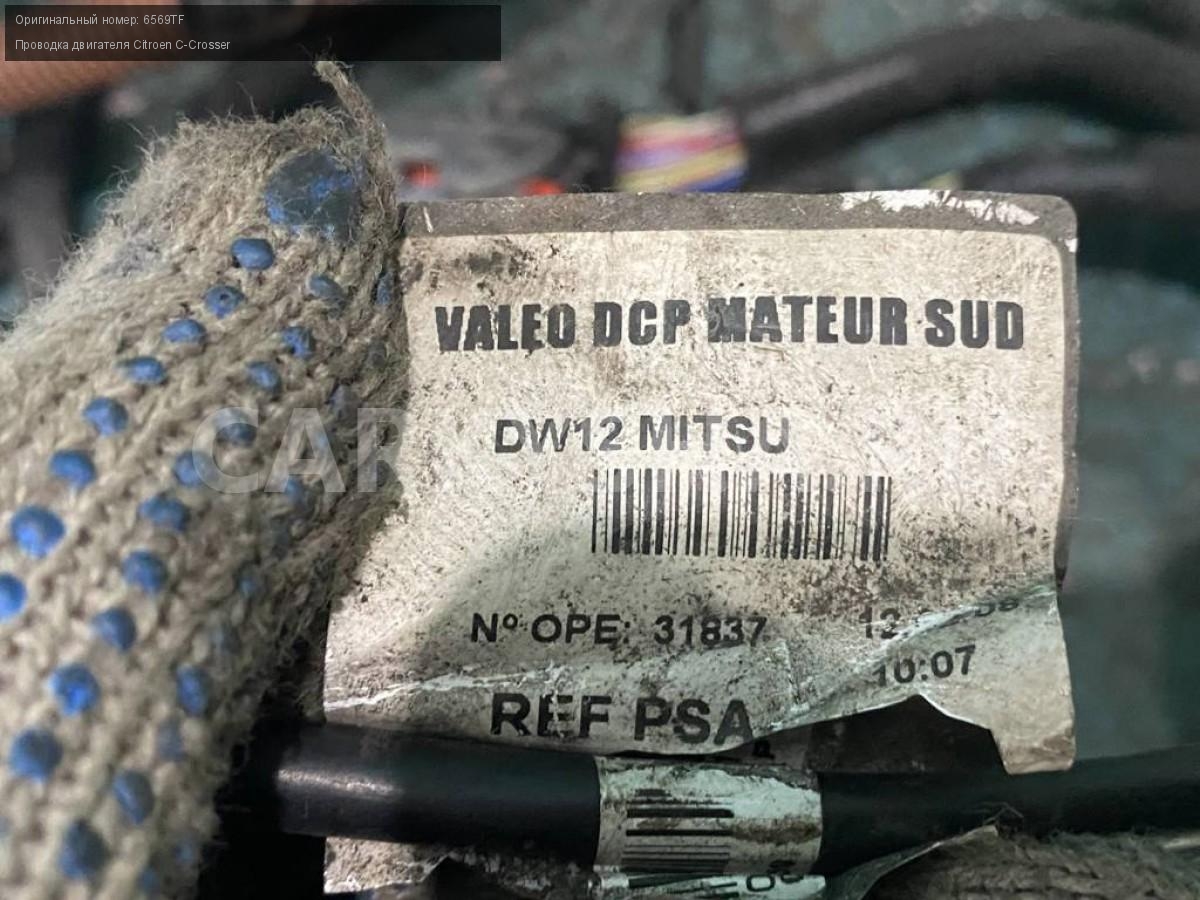 Оригинальный номер: 6569TF
Проводка двигателя Citroen C-Crosser
VALEO DCP MATEUR SUD
DW12 MITSU
Nº OPE: 31837
10:07
REF PSA